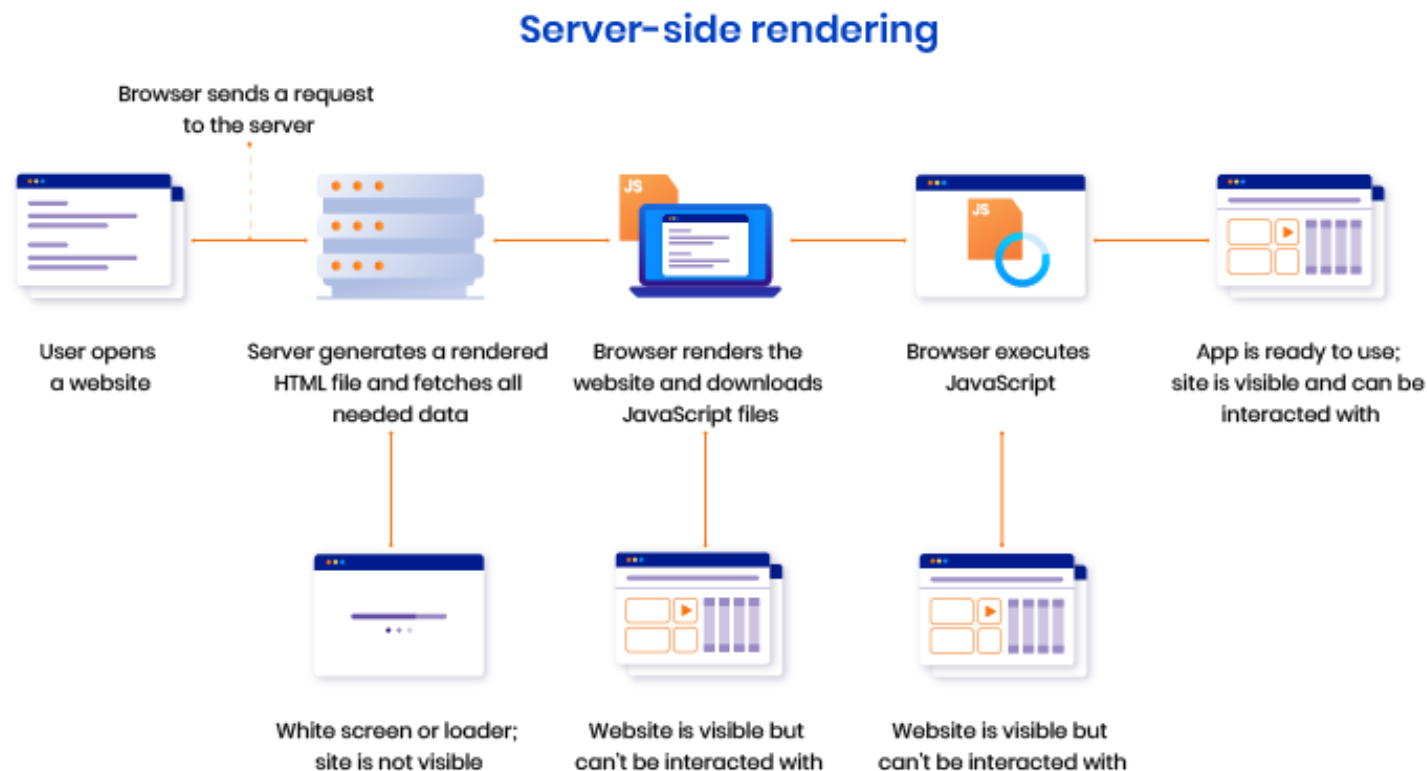 Server-side rendering
Browser sends a request
to the server
JS
JS
User opens
a website
Server generates a rendered
HTML file and fetches all
needed data
Browser renders the
website and downloads
JavaScript files
Browser executes
JavaScript
App is ready to use;
site is visible and can be
interacted with
White screen or loader;
site is not visible
Website is visible but
can't be interacted with
Website is visible but
can't be interacted with